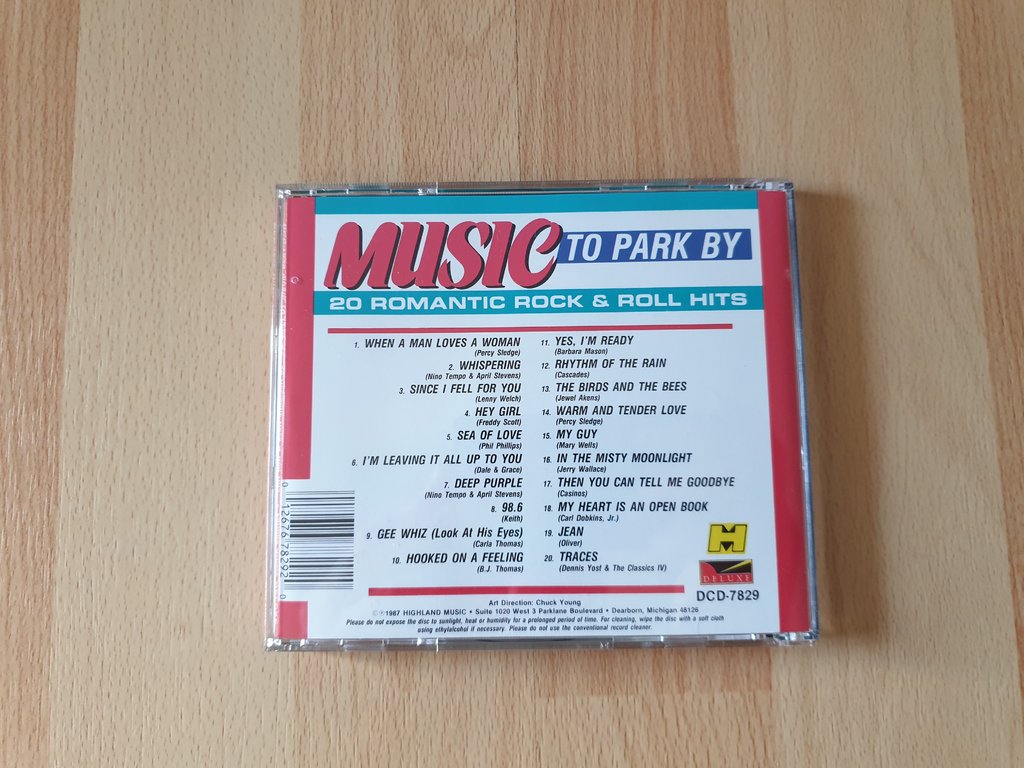 MUSIC TO PARK BY
20 ROMANTIC ROCK & ROLL HITS
1. WHEN A MAN LOVES A WOMAN
(Percy Sledge)
2. WHISPERING
(Nino Tempo & April Stevens)
3. SINCE I FELL FOR YOU
(Lenny Welch)
4. HEY GIRL
(Freddy Scott)
5. SEA OF LOVE
(Phil Phillips)
6. I'M LEAVING IT ALL UP TO YOU
(Dale & Grace)
7. DEEP PURPLE
(Nino Tempo & April Stevens)
8. 98.6
(Keith)
9. GEE WHIZ (Look At His Eyes)
(Carla Thomas)
10. HOOKED ON A FEELING
(B.J. Thomas)
11. YES, I'M READY
(Barbara Mason)
12. RHYTHM OF THE RAIN
(Cascades)
13. THE BIRDS AND THE BEES
(Jewel Akens)
14. WARM AND TENDER LOVE
(Percy Sledge)
15. MY GUY
(Mary Wells)
16. IN THE MISTY MOONLIGHT
(Jerry Wallace)
17. THEN YOU CAN TELL ME GOODBYE
(Casinos)
18. MY HEART IS AN OPEN BOOK
(Carl Dobkins, Jr.)
19. JEAN
(Oliver)
20. TRACES
(Dennis Yost & The Classics IV)
0 12676 78292 0
DELUXE
DCD-7829
Art Direction: Chuck Young
©℗1987 HIGHLAND MUSIC • Suite 1020 West 3 Parklane Boulevard • Dearborn, Michigan 48126
Please do not expose the disc to sunlight, heat or humidity for a prolonged period of time. For cleaning, wipe the disc with a soft cloth
using ethylalcohol if necessary. Please do not use the conventional record cleaner.